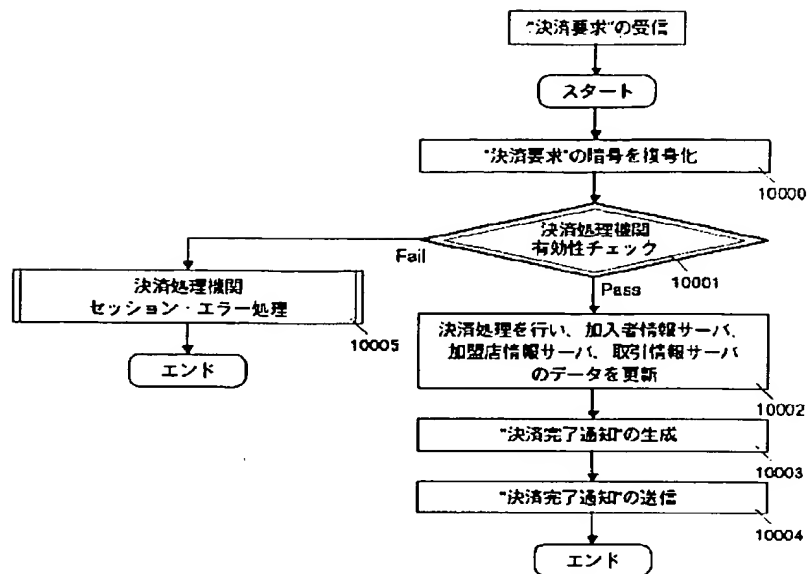 "決済要求"の受信
スタート
"決済要求"の暗号を復号化
10000
決済処理機関
有効性チェック
10001
Fail
Pass
決済処理機関
セッション・エラー処理
10005
エンド
決済処理を行い、加入者情報サーバ、
加盟店情報サーバ、取引情報サーバ
のデータを更新
10002
"決済完了通知"の生成
10003
"決済完了通知"の送信
10004
エンド